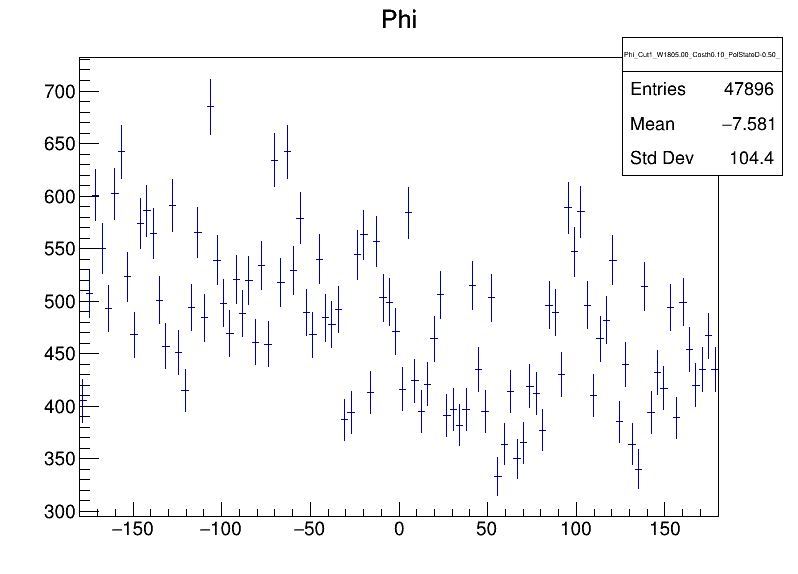 Phi
Phi_Cut1_W1805.00_Costh0.10_PolStateD-0.50_
Entries 47896
Mean −7.581
Std Dev 104.4
700
650
600
550
500
450
400
350
300
−150 −100 −50 0 50 100 150